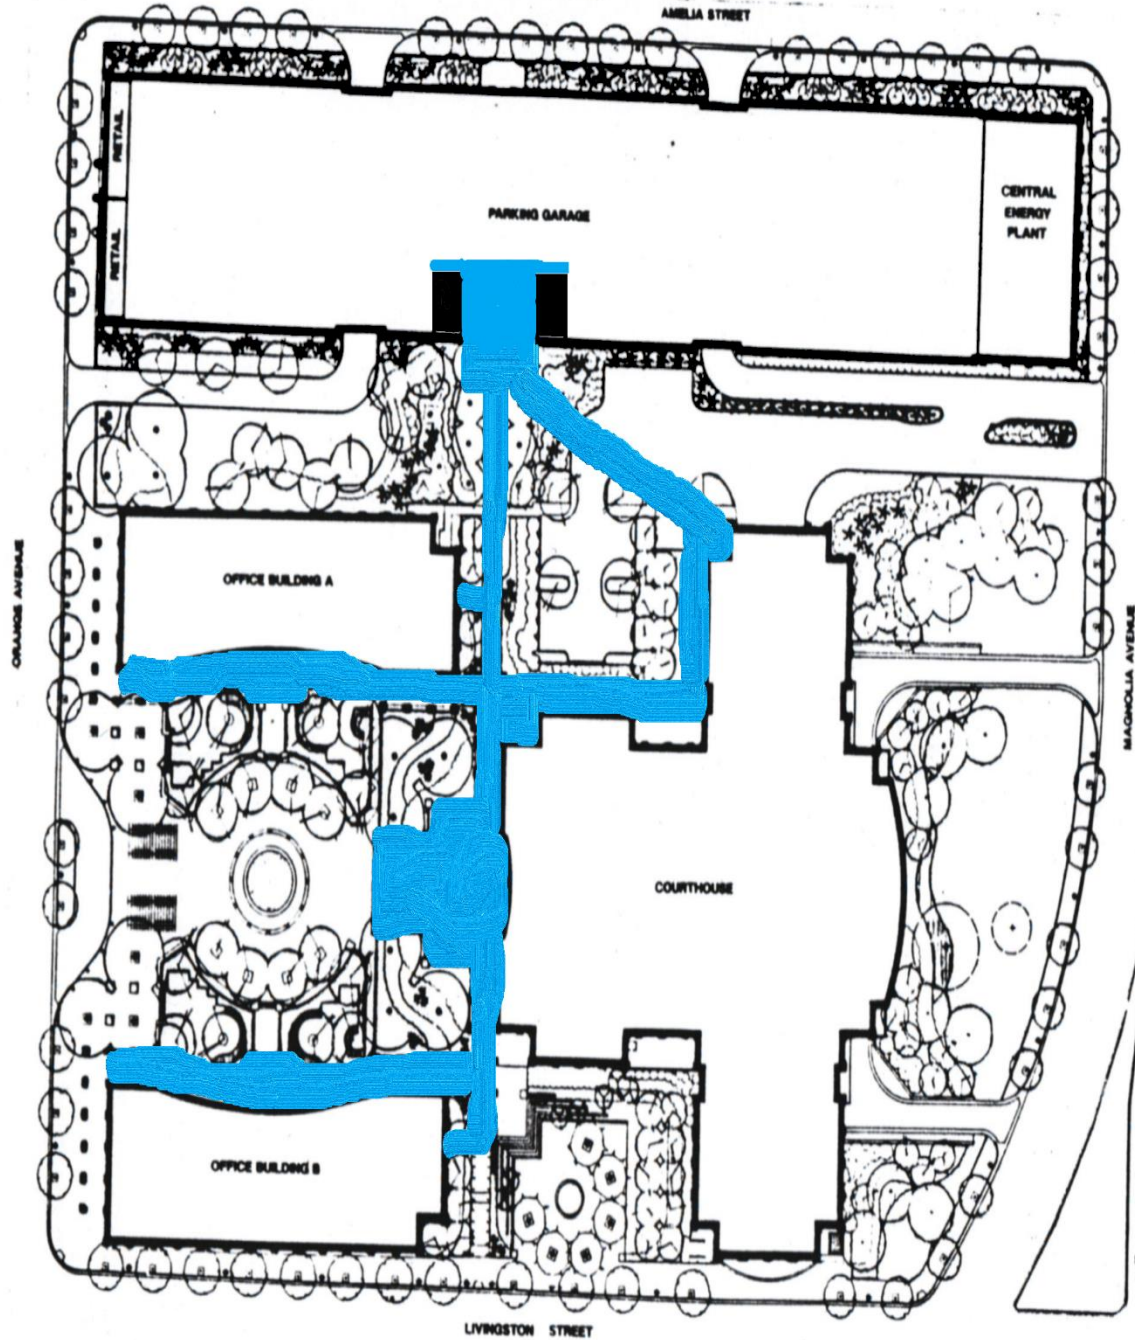 AMELIA STREET
RETAIL
RETAIL
PARKING GARAGE
CENTRAL
ENERGY
PLANT
ORANGE AVENUE
OFFICE BUILDING A
MAGNOLIA AVENUE
COURTHOUSE
OFFICE BUILDING B
LIVINGSTON STREET